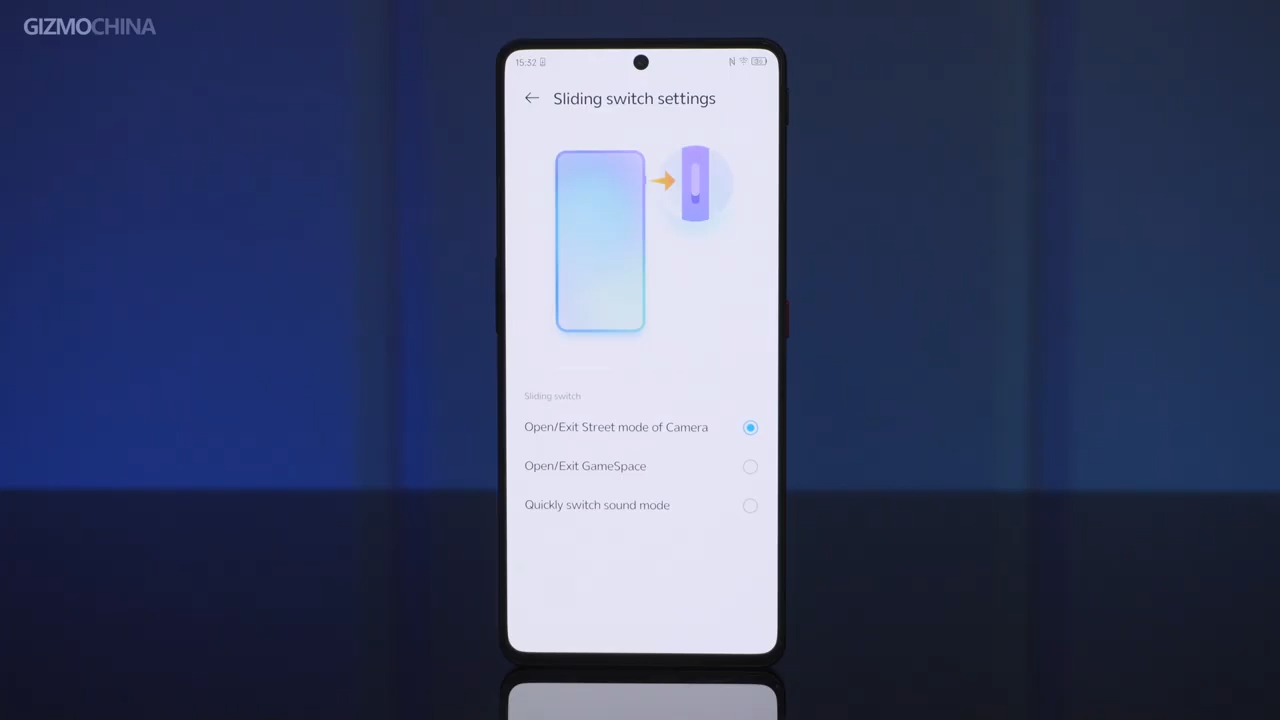 GIZMOCHINA
15:32
N
Sliding switch settings
Sliding switch
Open/Exit Street mode of Camera
Open/Exit GameSpace
Quickly switch sound mode